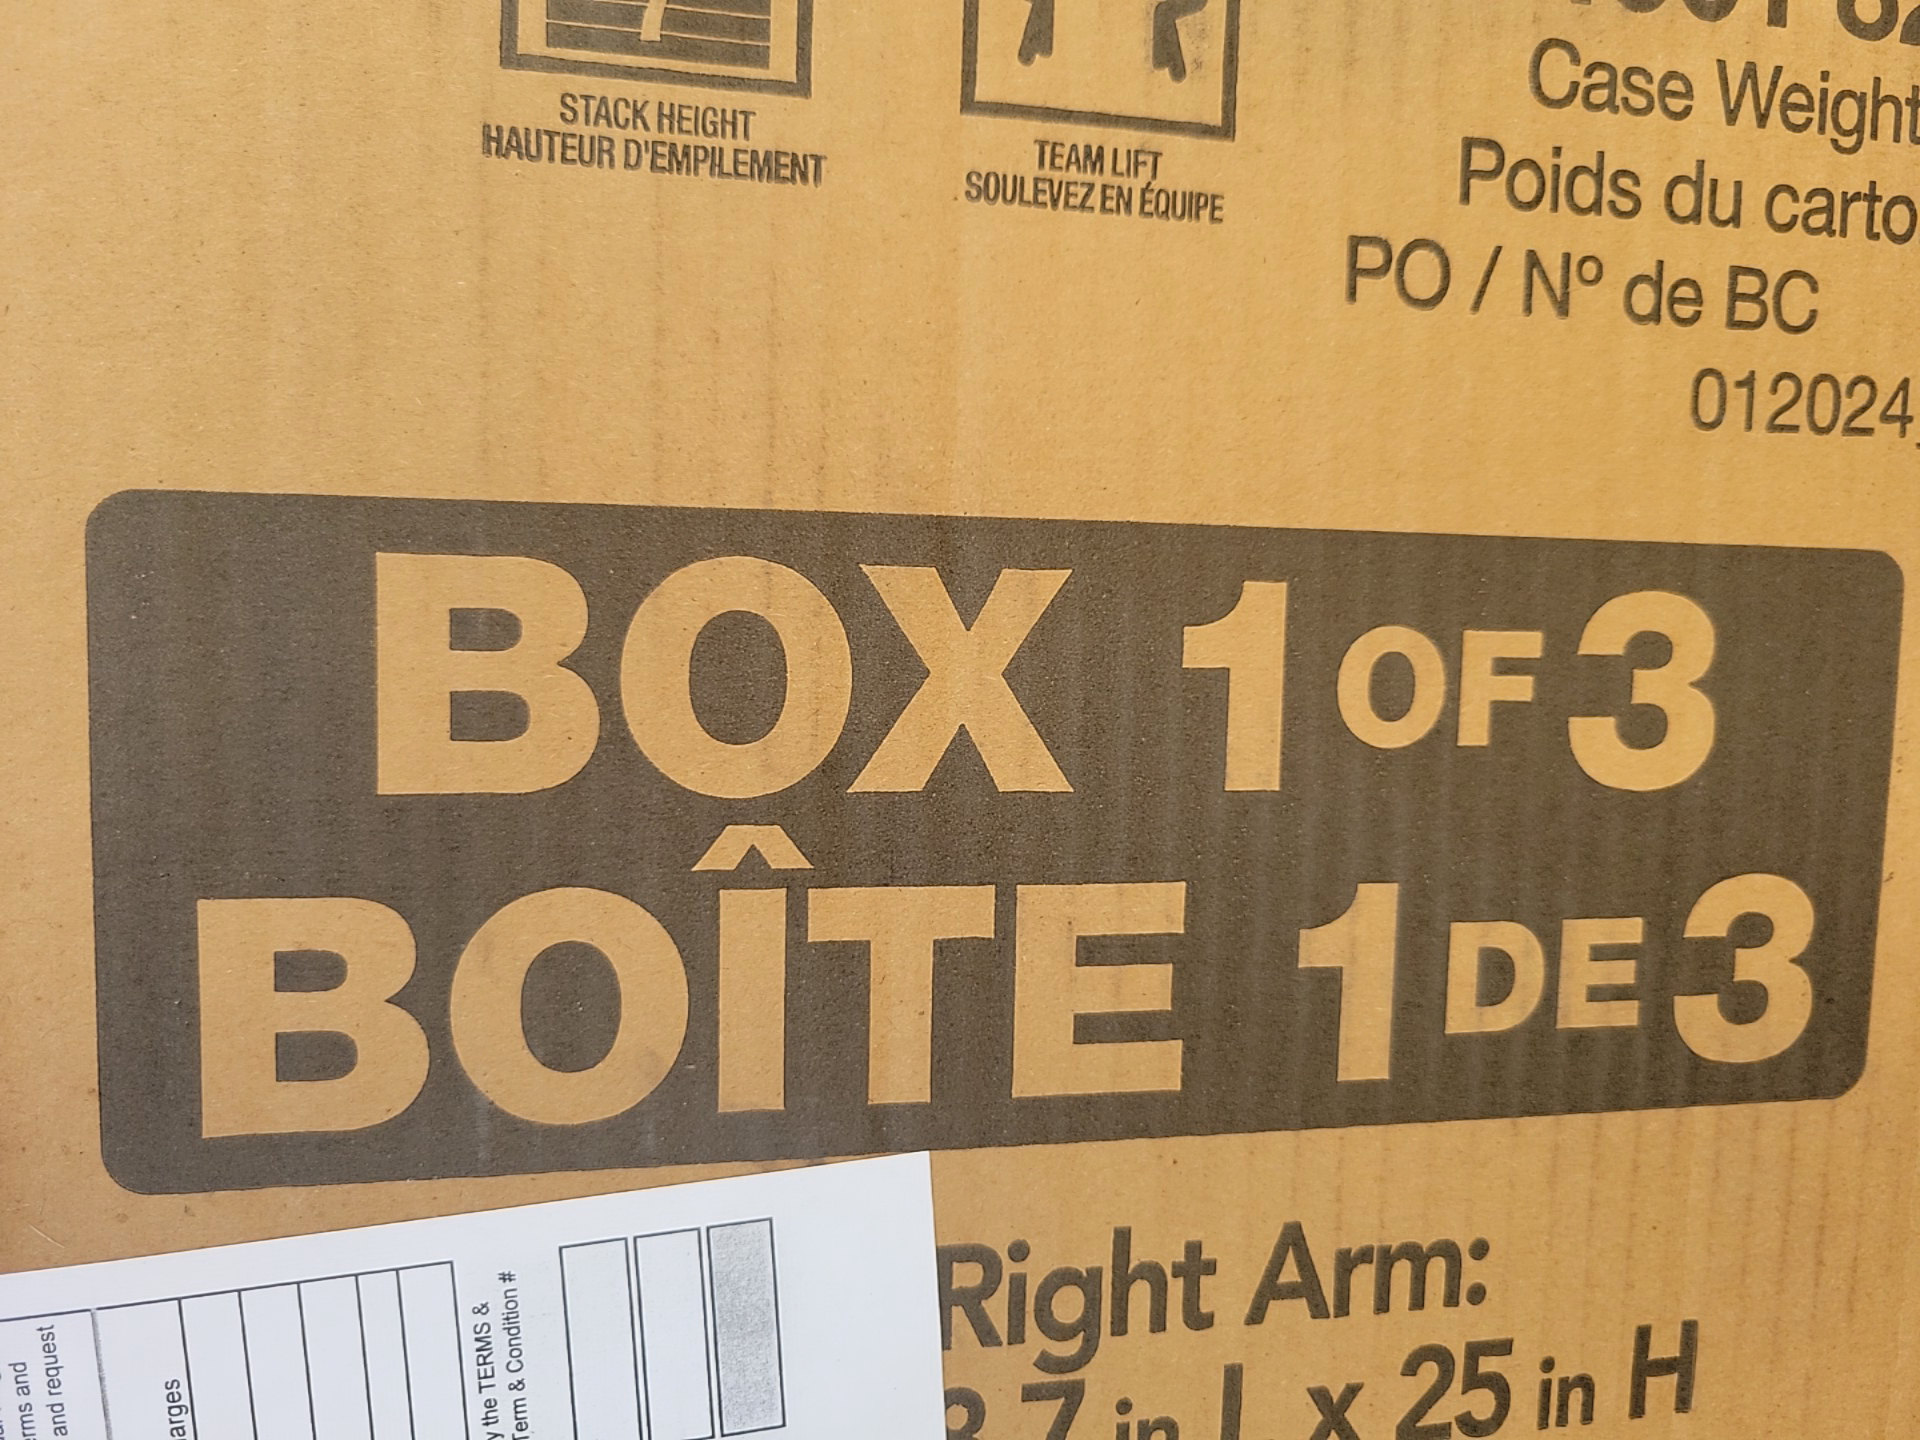 STACK HEIGHT
HAUTEUR D'EMPILEMENT
TEAM LIFT
SOULEVEZ EN ÉQUIPE
Case Weight
Poids du carto
PO / Nº de BC
012024
BOX 1 OF 3
BOÎTE 1 DE 3
Right Arm:
7 in L x 25 in H
erms and
and request
arges
y the TERMS &
Term & Condition #